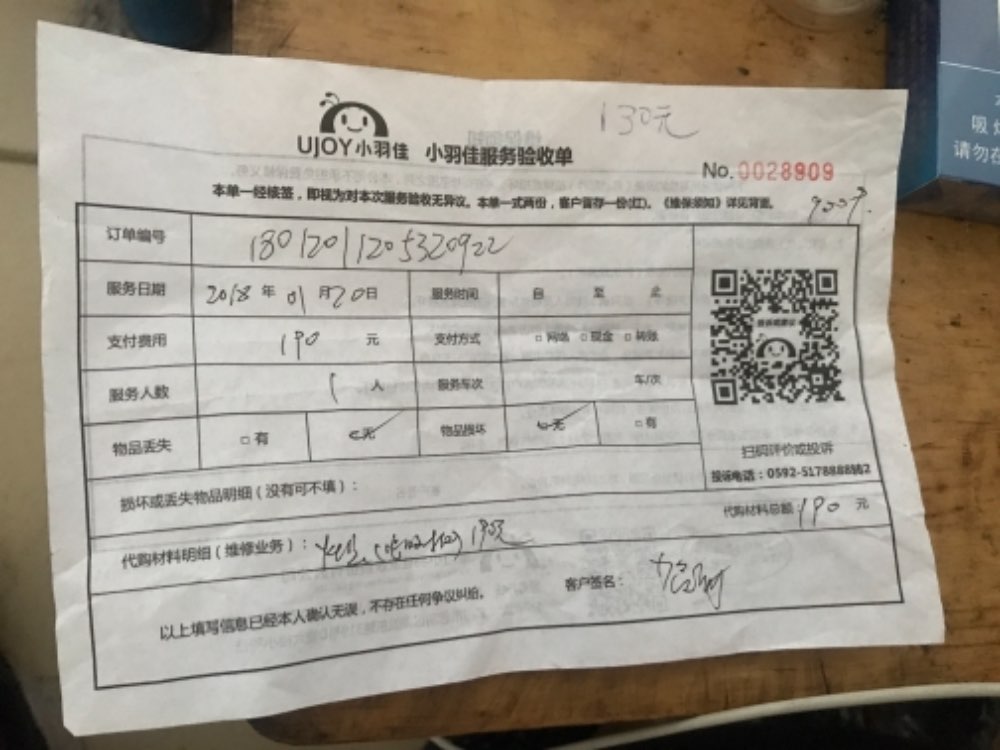 130元
UJOY小羽佳 小羽佳服务验收单
No.0028909
本单一经接签，即视为对本次服务验收无异议。本单一式两份，客户留存一份(红)。《维保须知》详见背面。
订单编号 18012011205320922
服务日期 2018 年 01 月 20 日 服务时间 自 至 止
支付费用 190 元 支付方式 □ 网络 □ 现金 □ 转账
服务人数 1 人 服务车次 车/次
物品丢失 □ 有 □ 无 物品损坏 □ 无 □ 有
扫码评价或投诉
投诉电话：0592-5178888
损坏或丢失物品明细（没有可不填）：
代购材料总额 190 元
代购材料明细（维修业务）：
客户签名：
以上填写信息已经本人确认无误，不存在任何争议纠纷。
吸
请勿在